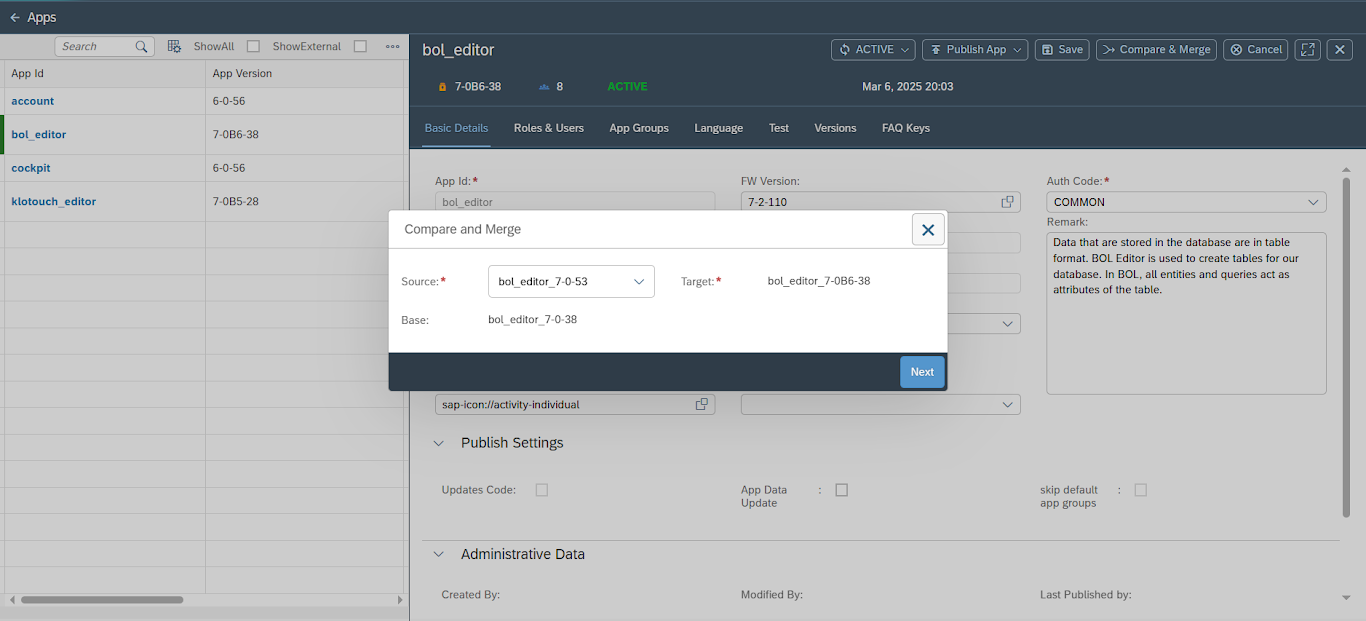 Apps
Search ShowAll ShowExternal
App Id App Version
account 6-0-56
bol_editor 7-0B6-38
cockpit 6-0-56
klotouch_editor 7-0B5-28
bol_editor ACTIVE Publish App Save Compare & Merge Cancel
7-0B6-38 8 ACTIVE Mar 6, 2025 20:03
Basic Details Roles & Users App Groups Language Test Versions FAQ Keys
App Id:* FW Version: Auth Code:*
bol_editor 7-2-110 COMMON
Remark:
Data that are stored in the database are in table
format. BOL Editor is used to create tables for our
database. In BOL, all entities and queries act as
attributes of the table.
Compare and Merge
Source:* bol_editor_7-0-53 Target:* bol_editor_7-0B6-38
Base: bol_editor_7-0-38
Next
sap-icon://activity-individual
Publish Settings
Updates Code: App Data : skip default :
Update app groups
Administrative Data
Created By: Modified By: Last Published by: